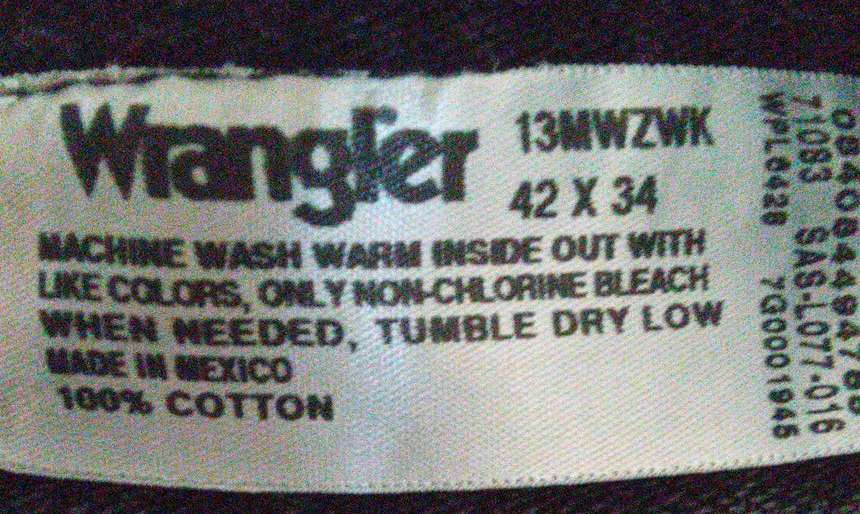 Wrangler
13MWZWK
42 X 34
MACHINE WASH WARM INSIDE OUT WITH
LIKE COLORS, ONLY NON-CHLORINE BLEACH
WHEN NEEDED, TUMBLE DRY LOW
MADE IN MEXICO
100% COTTON
71083 SAS-L077-016
WPL6428 7G0001945